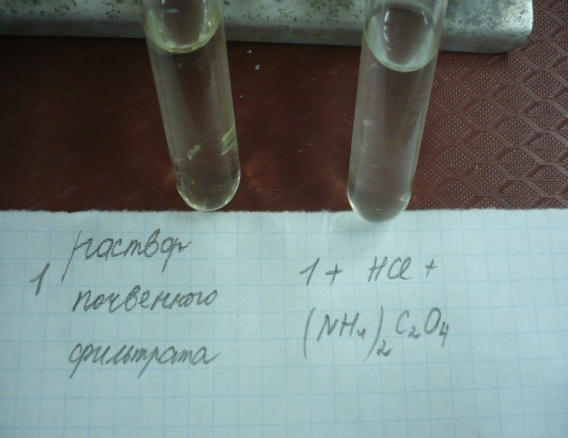 1 раствор
почвенного
фильтрата
1 + HCl +
(NH₄)₂C₂O₄